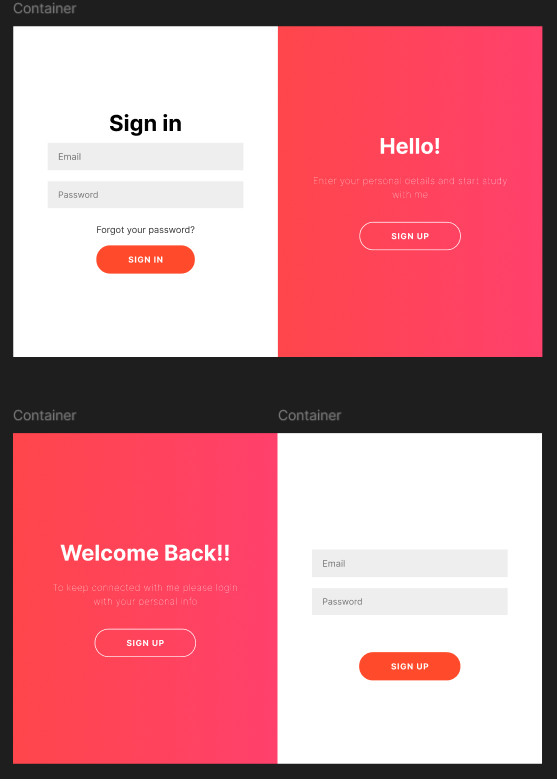 Container
Sign in
Email
Password
Forgot your password?
SIGN IN
Hello!
Enter your personal details and start study
with me
SIGN UP
Container
Container
Welcome Back!!
To keep connected with me please login
with your personal info
SIGN UP
Email
Password
SIGN UP